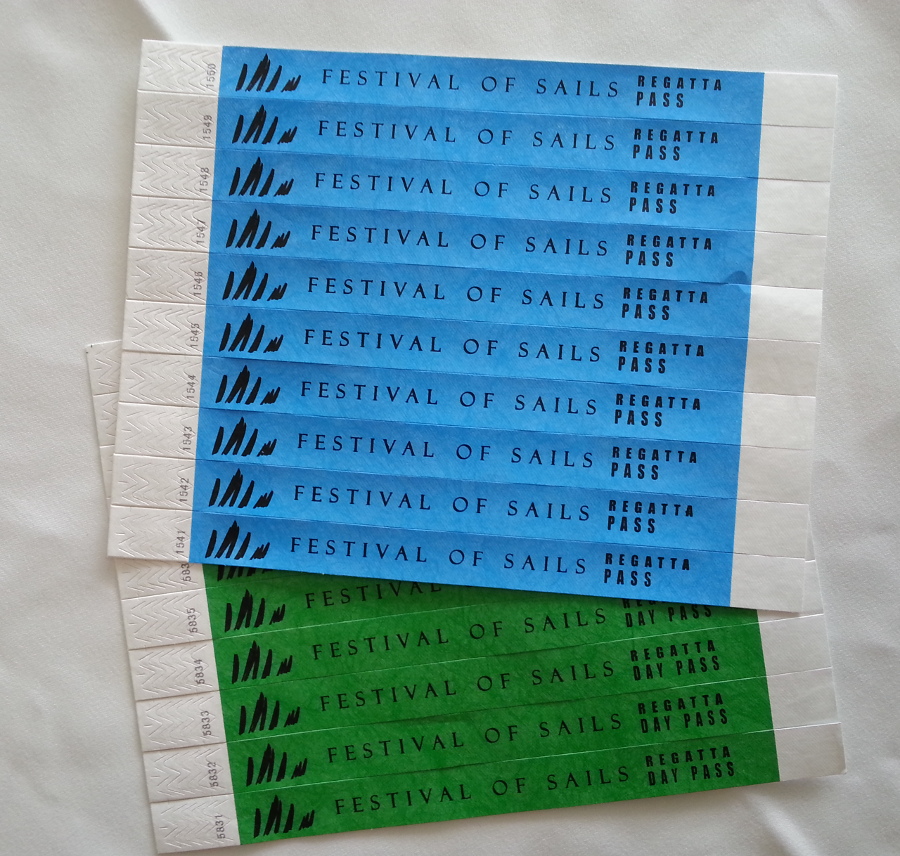 1550 FESTIVAL OF SAILS REGATTA PASS
1549 FESTIVAL OF SAILS REGATTA PASS
1548 FESTIVAL OF SAILS REGATTA PASS
1547 FESTIVAL OF SAILS REGATTA PASS
1546 FESTIVAL OF SAILS REGATTA PASS
1545 FESTIVAL OF SAILS REGATTA PASS
1544 FESTIVAL OF SAILS REGATTA PASS
1543 FESTIVAL OF SAILS REGATTA PASS
1542 FESTIVAL OF SAILS REGATTA PASS
1541 FESTIVAL OF SAILS REGATTA PASS
FESTIVAL DAY PASS
5835 FESTIVAL OF SAILS REGATTA DAY PASS
5834 FESTIVAL OF SAILS REGATTA DAY PASS
5833 FESTIVAL OF SAILS REGATTA DAY PASS
5832 FESTIVAL OF SAILS REGATTA DAY PASS
5831